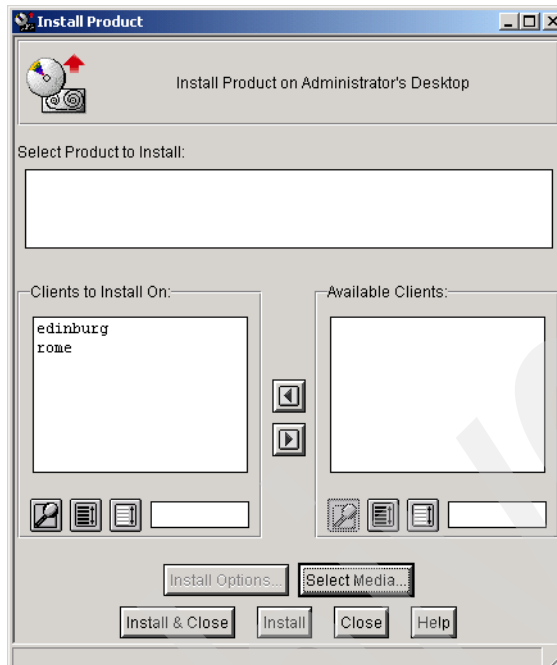 Install Product
Install Product on Administrator's Desktop
Select Product to Install:
Clients to Install On:
Available Clients:
edinburg
rome
Install Options...
Select Media...
Install & Close
Install
Close
Help